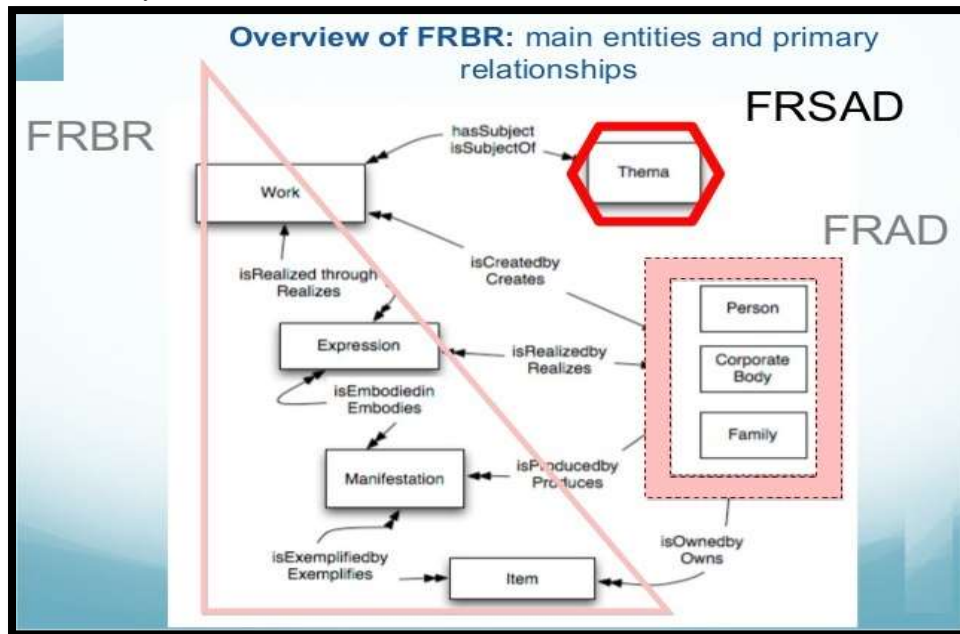 Overview of FRBR: main entities and primary
relationships
FRSAD
FRBR
hasSubject
isSubjectOf
Thema
Work
FRAD
isCreatedby
Creates
isRealized through
Realizes
Person
Expression
isRealizedby
Realizes
Corporate
Body
isEmbodiedin
Embodies
Family
isProducedby
Produces
Manifestation
isOwnedby
Owns
isExemplifiedby
Exemplifies
Item